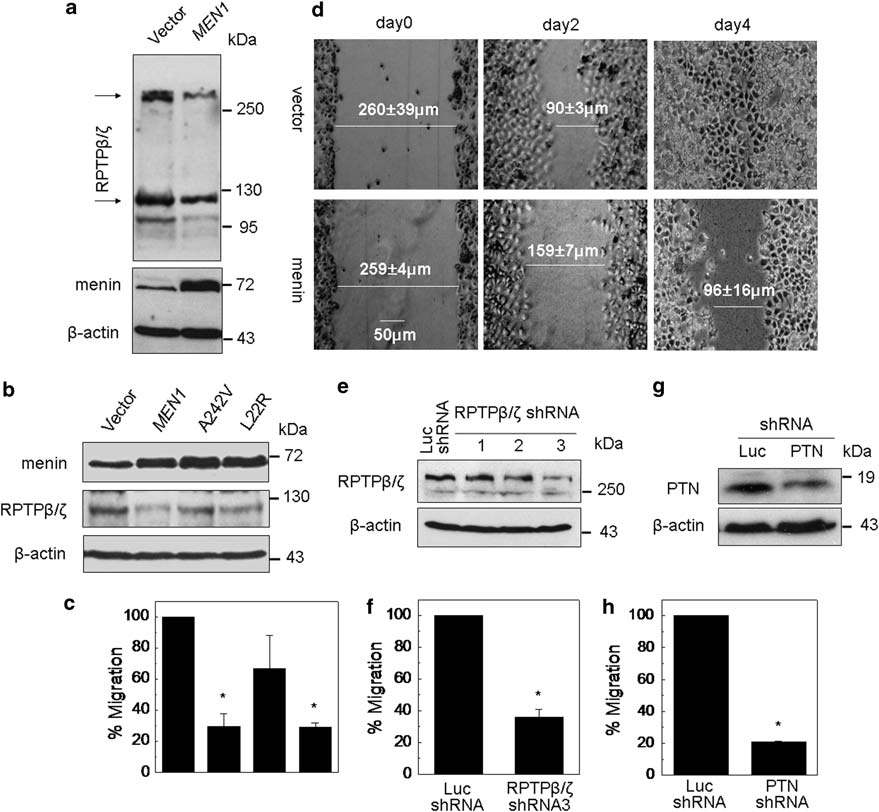 a
Vector
MEN1
kDa
RPTPβ/ζ
250
130
95
menin
72
β-actin
43
d
day0
day2
day4
vector
260±39µm
90±3µm
menin
259±4µm
159±7µm
96±16µm
50µm
b
Vector
MEN1
A242V
L22R
kDa
menin
72
130
RPTPβ/ζ
β-actin
43
e
Luc shRNA
RPTPβ/ζ shRNA
1 2 3
kDa
RPTPβ/ζ
250
β-actin
43
g
shRNA
Luc PTN
kDa
PTN
19
β-actin
43
c
% Migration
100
80
60
40
20
0
*
*
f
% Migration
100
80
60
40
20
0
*
Luc
shRNA
RPTPβ/ζ
shRNA3
h
% Migration
100
80
60
40
20
0
*
Luc
shRNA
PTN
shRNA